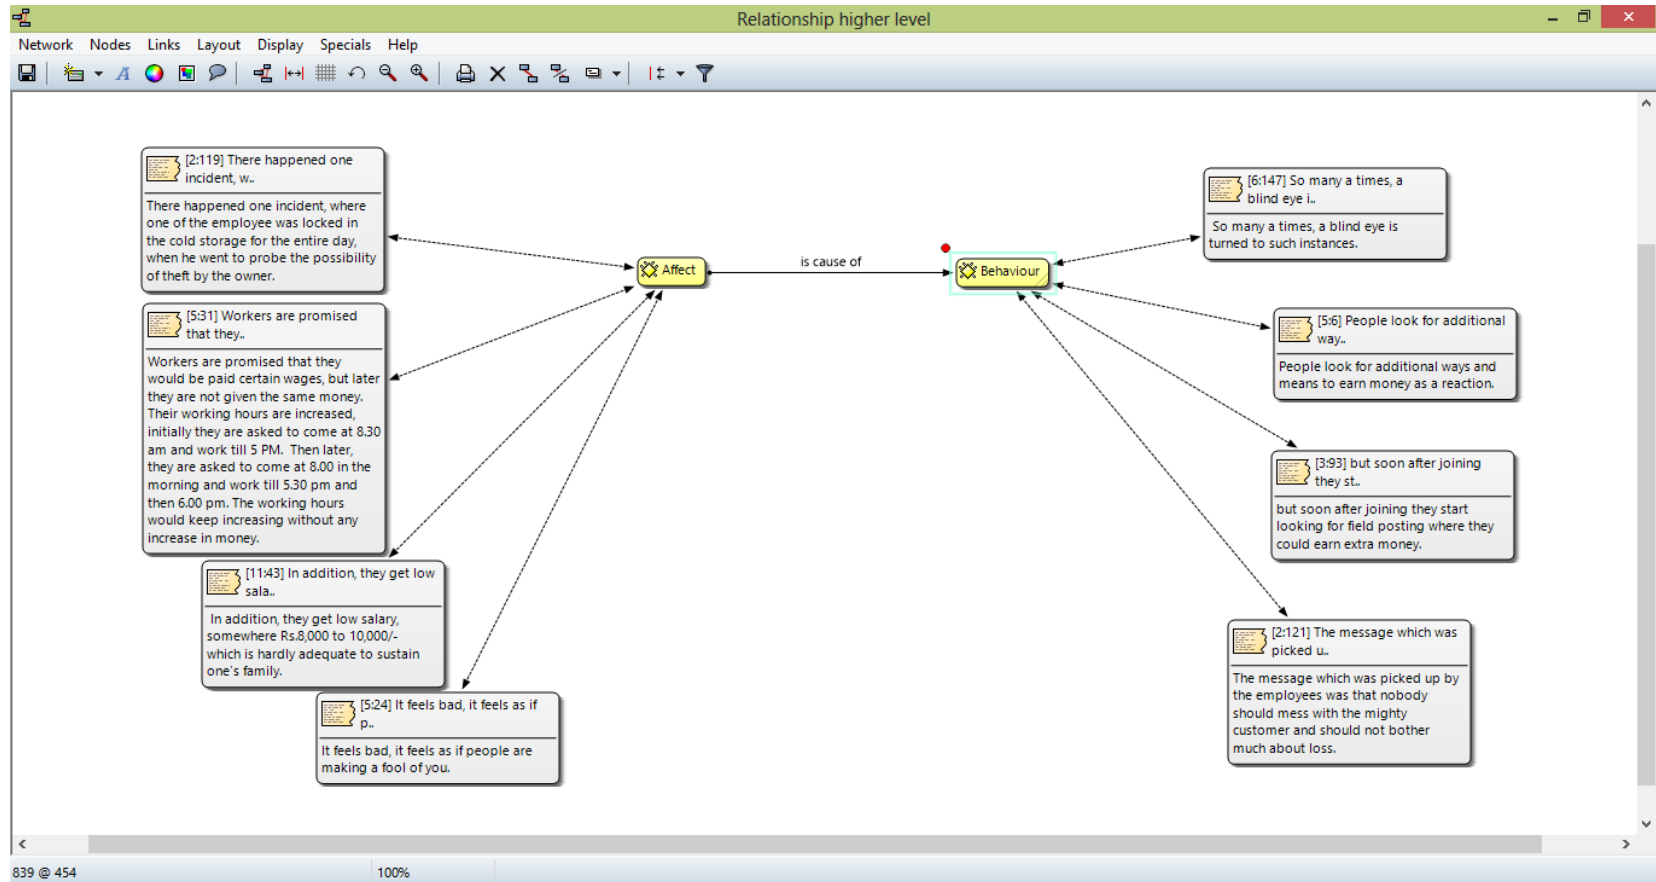 Relationship higher level
Network Nodes Links Layout Display Specials Help
[2:119] There happened one
incident, w..
There happened one incident, where
one of the employee was locked in
the cold storage for the entire day,
when he went to probe the possibility
of theft by the owner.
[5:31] Workers are promised
that they..
Workers are promised that they
would be paid certain wages, but later
they are not given the same money.
Their working hours are increased,
initially they are asked to come at 8.30
am and work till 5 PM.  Then later,
they are asked to come at 8.00 in the
morning and work till 5.30 pm and
then 6.00 pm. The working hours
would keep increasing without any
increase in money.
[11:43] In addition, they get low
sala..
In addition, they get low salary,
somewhere Rs.8,000 to 10,000/-
which is hardly adequate to sustain
one's family.
[5:24] It feels bad, it feels as if
p..
It feels bad, it feels as if people are
making a fool of you.
Affect
is cause of
Behaviour
[6:147] So many a times, a
blind eye i..
So many a times, a blind eye is
turned to such instances.
[5:6] People look for additional
way..
People look for additional ways and
means to earn money as a reaction.
[3:93] but soon after joining
they st..
but soon after joining they start
looking for field posting where they
could earn extra money.
[2:121] The message which was
picked u..
The message which was picked up by
the employees was that nobody
should mess with the mighty
customer and should not bother
much about loss.
839 @ 454
100%